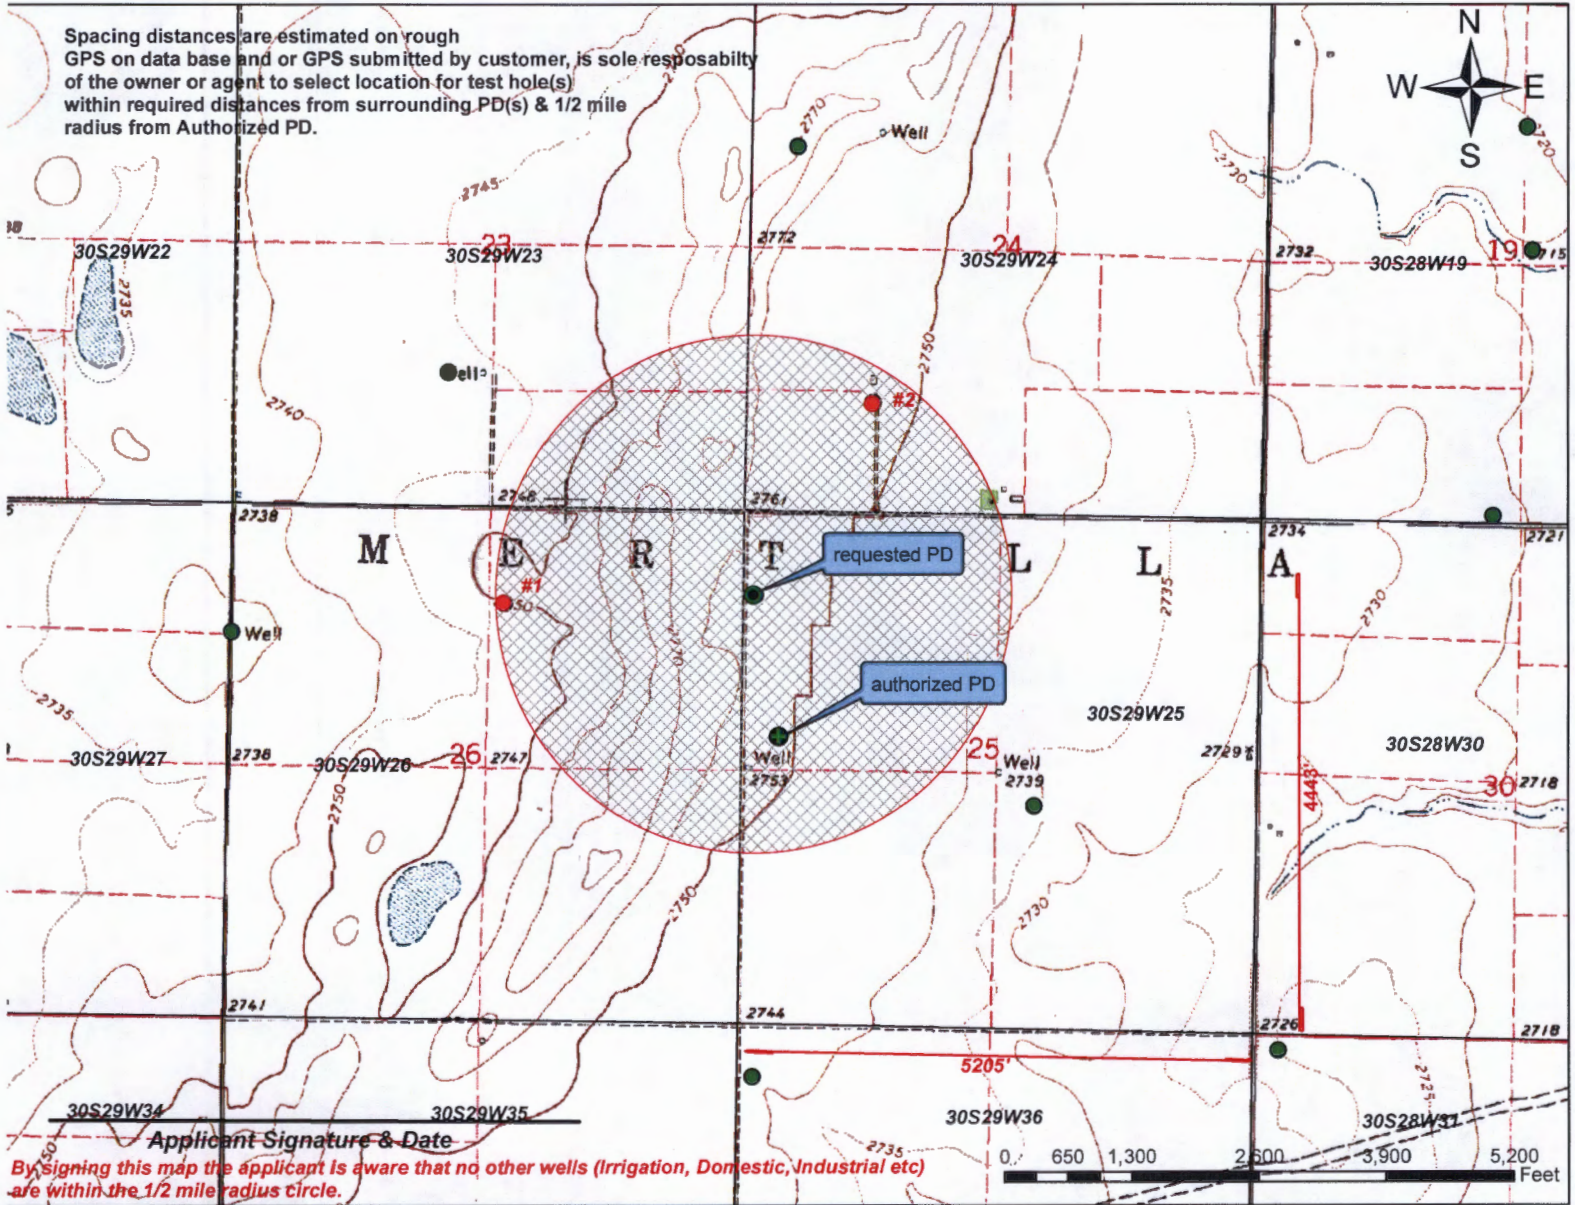 Spacing distances are estimated on rough
GPS on data base and or GPS submitted by customer, is sole resposabilty
of the owner or agent to select location for test hole(s)
within required distances from surrounding PD(s) & 1/2 mile
radius from Authorized PD.
N
W E
S
2770
Well
2720
2745
2730
23
24
19
2772
2732
2715
30S29W22
30S29W23
30S29W24
30S28W19
2735
2750
ell
#2
2740
2748
2761
2738
2734
2721
M E R T L L A
requested PD
#1
50
2735
2730
Well
2770
authorized PD
2735
30S29W25
30S29W27
2738
30S29W26
26
2747
Well
2753
25
Well
2739
2729
30S28W30
30
2718
4443'
2750
2750
2730
2741
2744
2726
2718
5205'
2725
30S29W34
30S29W35
30S29W36
30S28W31
Applicant Signature & Date
2735
2750
By signing this map the applicant is aware that no other wells (Irrigation, Domestic, Industrial etc)
are within the 1/2 mile radius circle.
0 650 1,300 2,600 3,900 5,200
Feet